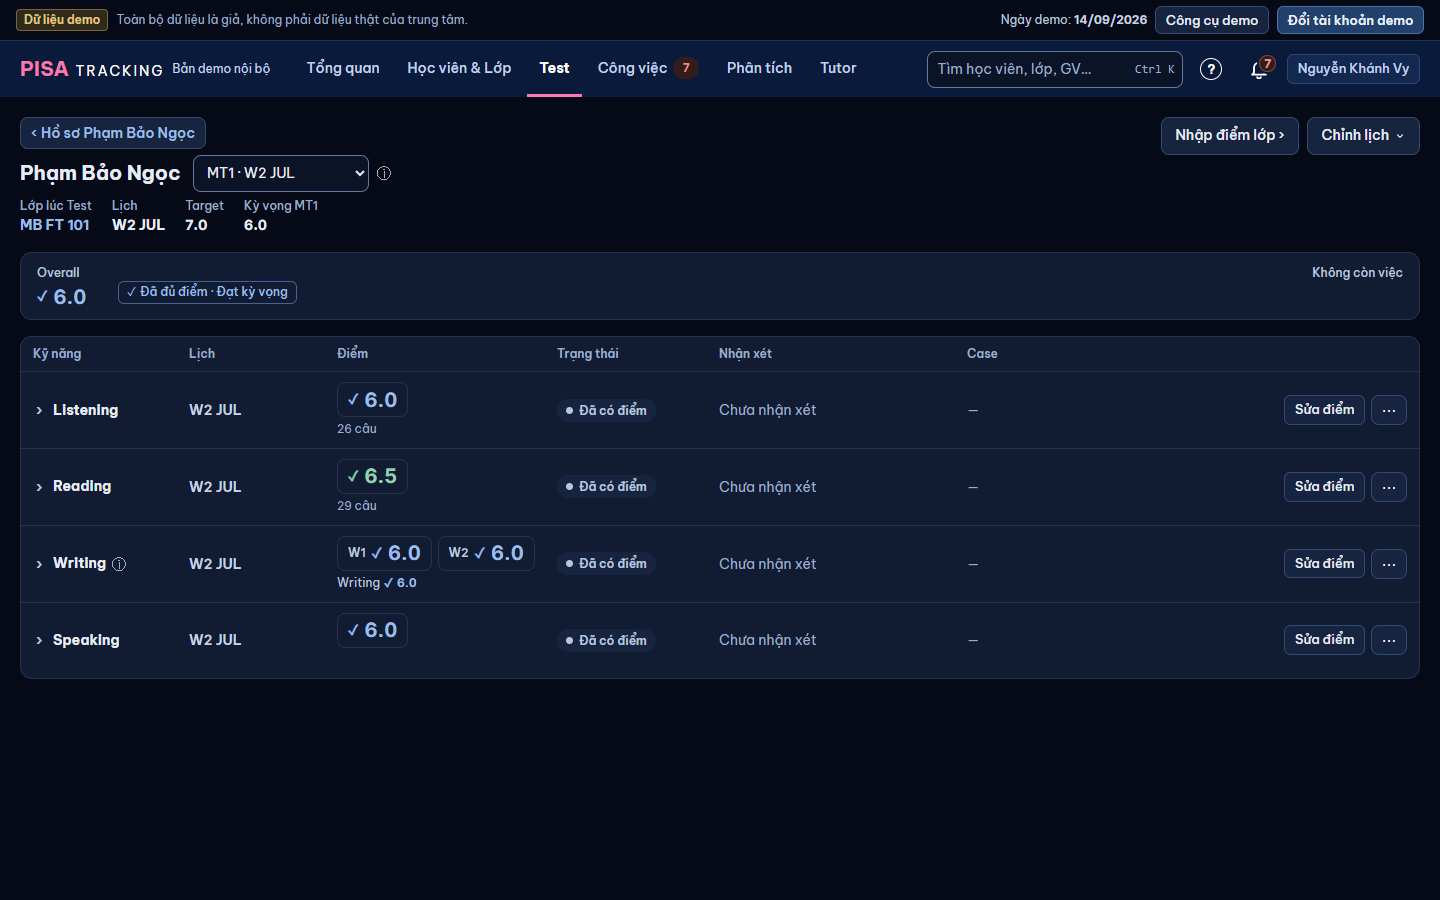 Dữ liệu demo Toàn bộ dữ liệu là giả, không phải dữ liệu thật của trung tâm. Ngày demo: 14/09/2026 Công cụ demo Đổi tài khoản demo
PISA TRACKING Bản demo nội bộ Tổng quan Học viên & Lớp Test Công việc 7 Phân tích Tutor Tìm học viên, lớp, GV... Ctrl K ? 7 Nguyễn Khánh Vy
‹ Hồ sơ Phạm Bảo Ngọc Nhập điểm lớp › Chỉnh lịch
Phạm Bảo Ngọc MT1 · W2 JUL ⓘ
Lớp lúc Test Lịch Target Kỳ vọng MT1
MB FT 101 W2 JUL 7.0 6.0
Overall Không còn việc
✓ 6.0 ✓ Đã đủ điểm · Đạt kỳ vọng
Kỹ năng Lịch Điểm Trạng thái Nhận xét Case
› Listening W2 JUL ✓ 6.0 Đã có điểm Chưa nhận xét — Sửa điểm ...
26 câu
› Reading W2 JUL ✓ 6.5 Đã có điểm Chưa nhận xét — Sửa điểm ...
29 câu
› Writing ⓘ W2 JUL W1 ✓ 6.0 W2 ✓ 6.0 Đã có điểm Chưa nhận xét — Sửa điểm ...
Writing ✓ 6.0
› Speaking W2 JUL ✓ 6.0 Đã có điểm Chưa nhận xét — Sửa điểm ...